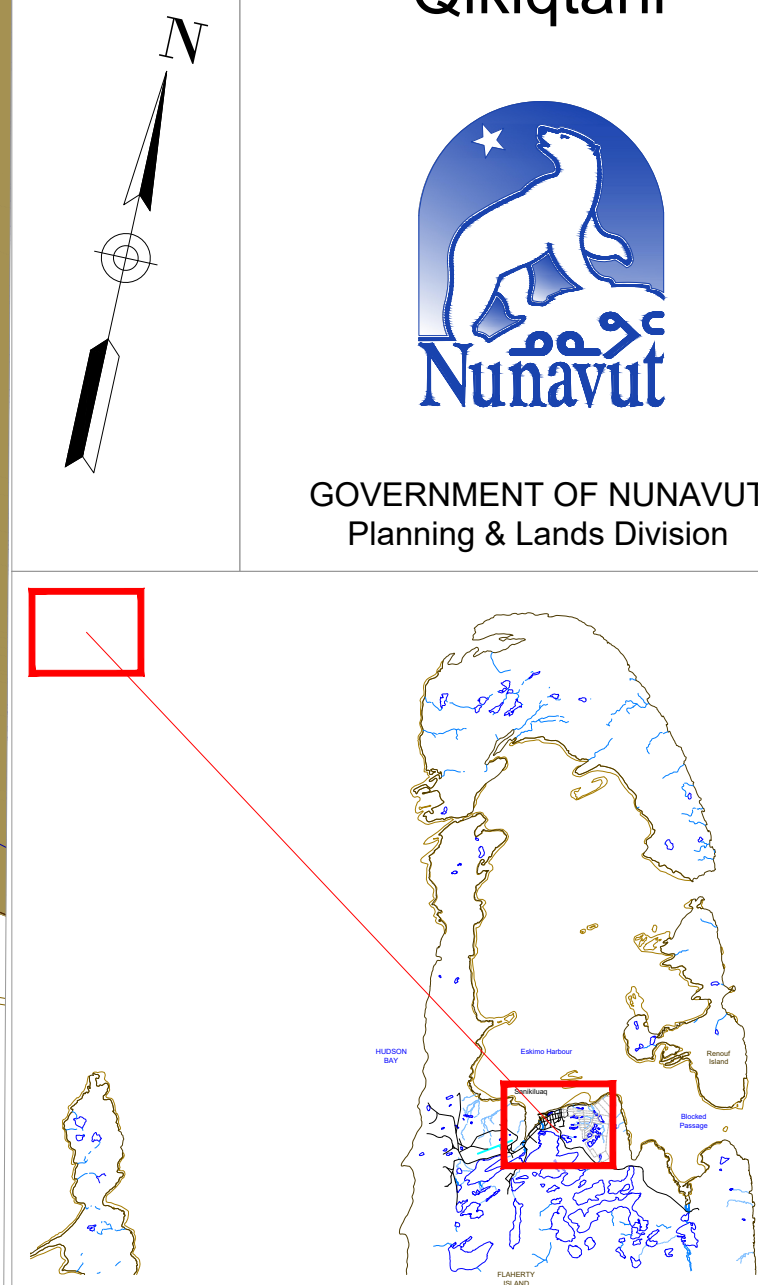 Qikiqtani
N
ᓄᓇᕗᑦ
Nunavut
GOVERNMENT OF NUNAVUT
Planning & Lands Division
HUDSON
BAY
Eskimo Harbour
Renouf
Island
Sanikiluaq
Blocked
Passage
FLAHERTY
ISLAND